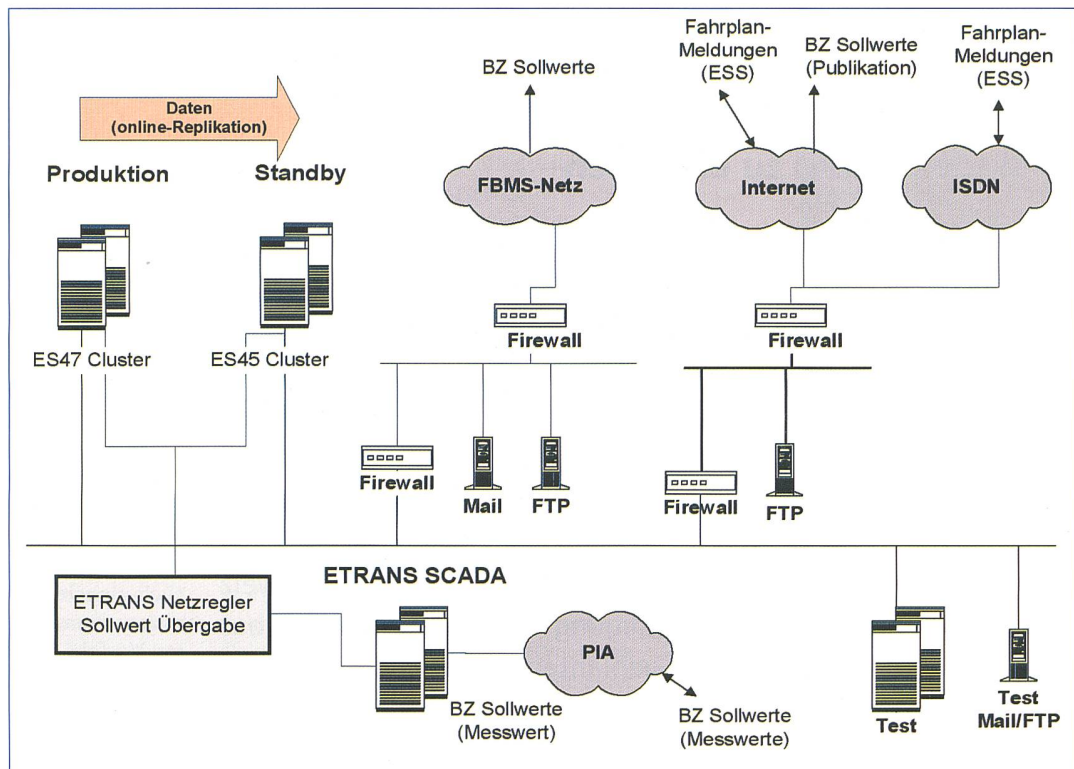 Fahrplan-
Meldungen
(ESS)
BZ Sollwerte
(Publikation)
Fahrplan-
Meldungen
(ESS)
BZ Sollwerte
Daten
(online-Replikation)
Produktion
Standby
FBMS-Netz
Internet
ISDN
Firewall
Firewall
ES47 Cluster
ES45 Cluster
Firewall
Mail
FTP
Firewall
FTP
ETRANS SCADA
ETRANS Netzregler
Sollwert Übergabe
PIA
BZ Sollwerte
(Messwert)
BZ Sollwerte
(Messwerte)
Test
Test
Mail/FTP